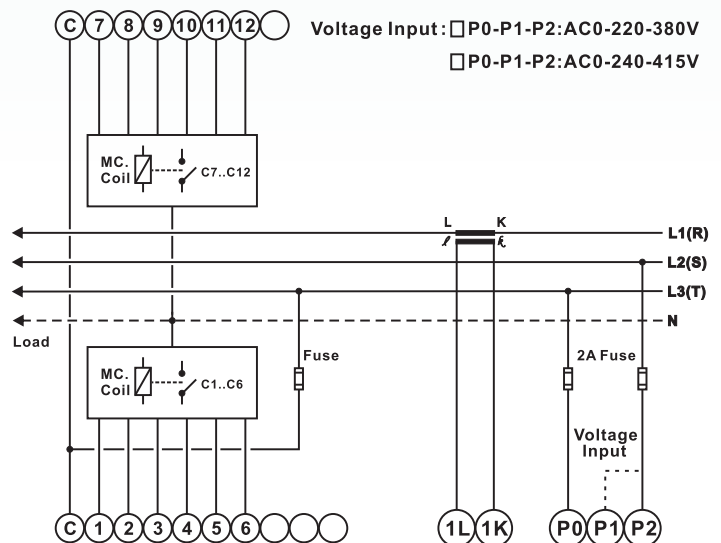 C 7 8 9 10 11 12
Voltage Input: □P0-P1-P2:AC0-220-380V
□P0-P1-P2:AC0-240-415V
MC. Coil C7..C12
L K
L1(R)
ℓ k
L2(S)
L3(T)
N
Load
Fuse
2A Fuse
MC. Coil C1..C6
Voltage
Input
C 1 2 3 4 5 6 1L 1K P0 P1 P2